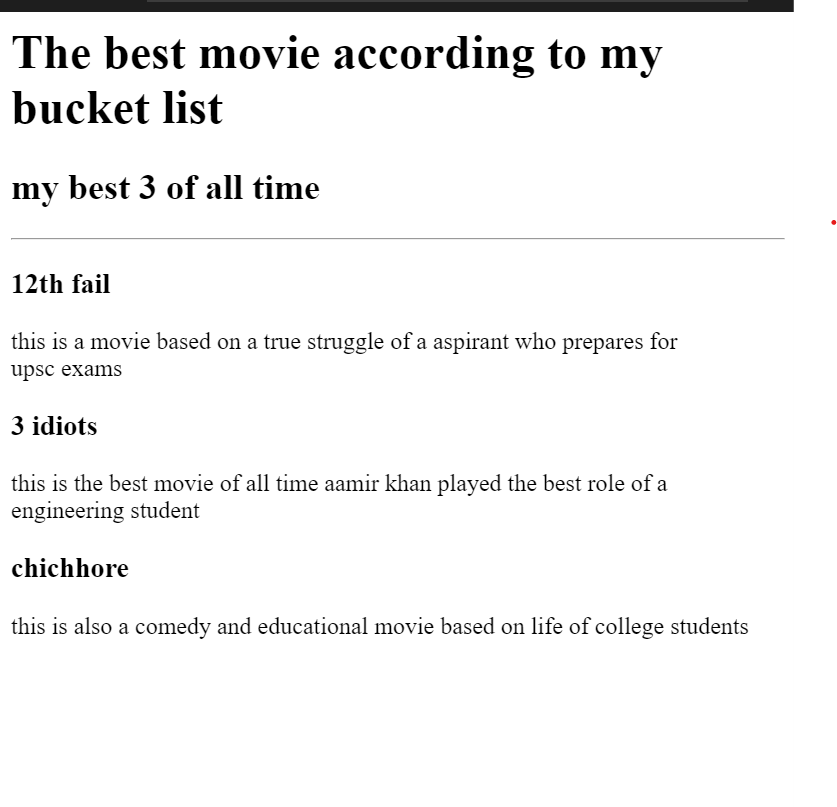 The best movie according to my
bucket list
my best 3 of all time
12th fail
this is a movie based on a true struggle of a aspirant who prepares for
upsc exams
3 idiots
this is the best movie of all time aamir khan played the best role of a
engineering student
chichhore
this is also a comedy and educational movie based on life of college students